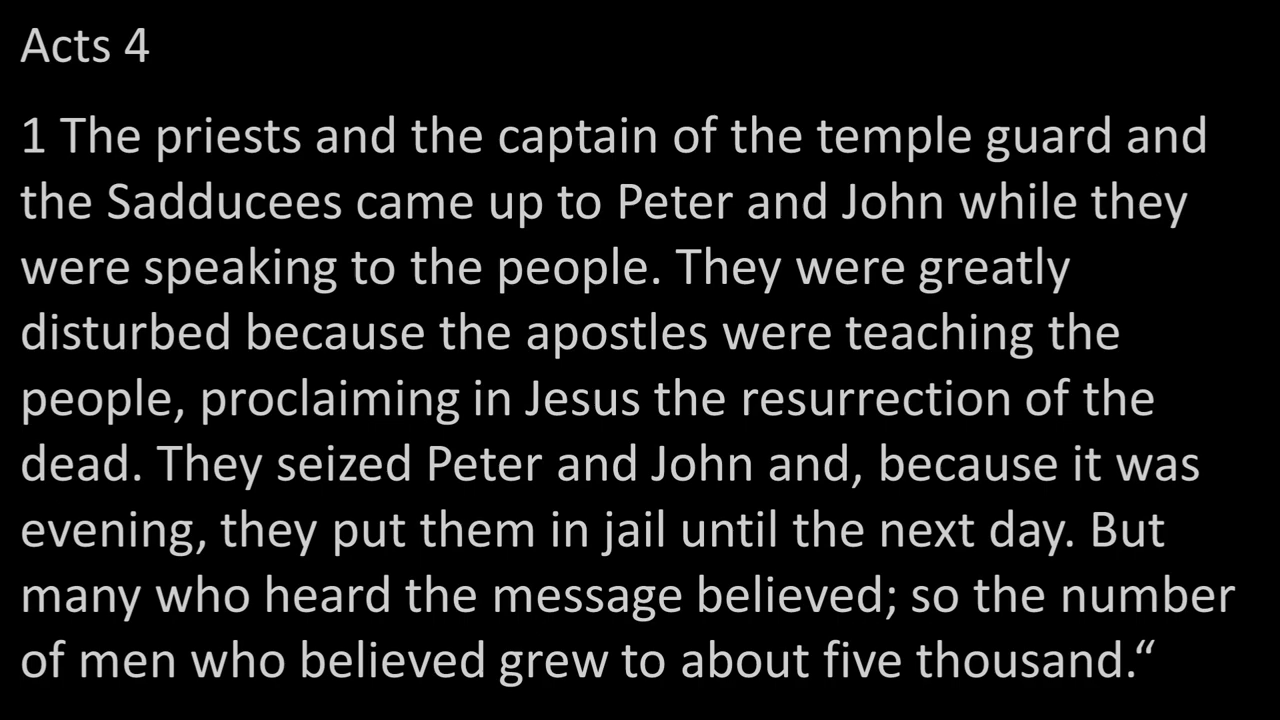 Acts 4
1 The priests and the captain of the temple guard and
the Sadducees came up to Peter and John while they
were speaking to the people. They were greatly
disturbed because the apostles were teaching the
people, proclaiming in Jesus the resurrection of the
dead. They seized Peter and John and, because it was
evening, they put them in jail until the next day. But
many who heard the message believed; so the number
of men who believed grew to about five thousand.“